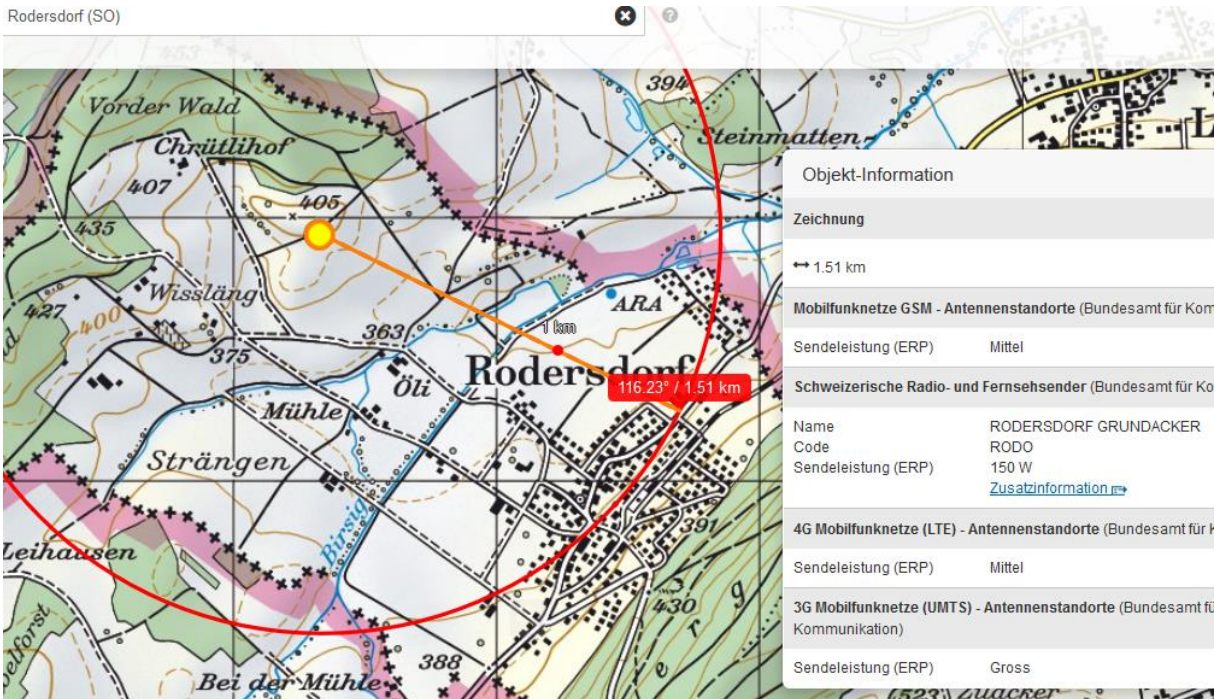 Rodersdorf (SO)
453
394
Vorder Wald
Steinmatten
Chrütlihof
407
405
435
Wissläng
ARA
427
400
363
1 km
375
Rodersdorf
116.23° / 1.51 km
Öli
Mühle
Strängen
Birsig
391
Leihausen
430
388
Bei der Mühle
523
Objekt-Information
Zeichnung
↔ 1.51 km
Mobilfunknetze GSM - Antennenstandorte (Bundesamt für Kom
Sendeleistung (ERP) Mittel
Schweizerische Radio- und Fernsehsender (Bundesamt für Ko
Name RODERSDORF GRUNDACKER
Code RODO
Sendeleistung (ERP) 150 W
Zusatzinformation
4G Mobilfunknetze (LTE) - Antennenstandorte (Bundesamt für K
Sendeleistung (ERP) Mittel
3G Mobilfunknetze (UMTS) - Antennenstandorte (Bundesamt fü
Kommunikation)
Sendeleistung (ERP) Gross